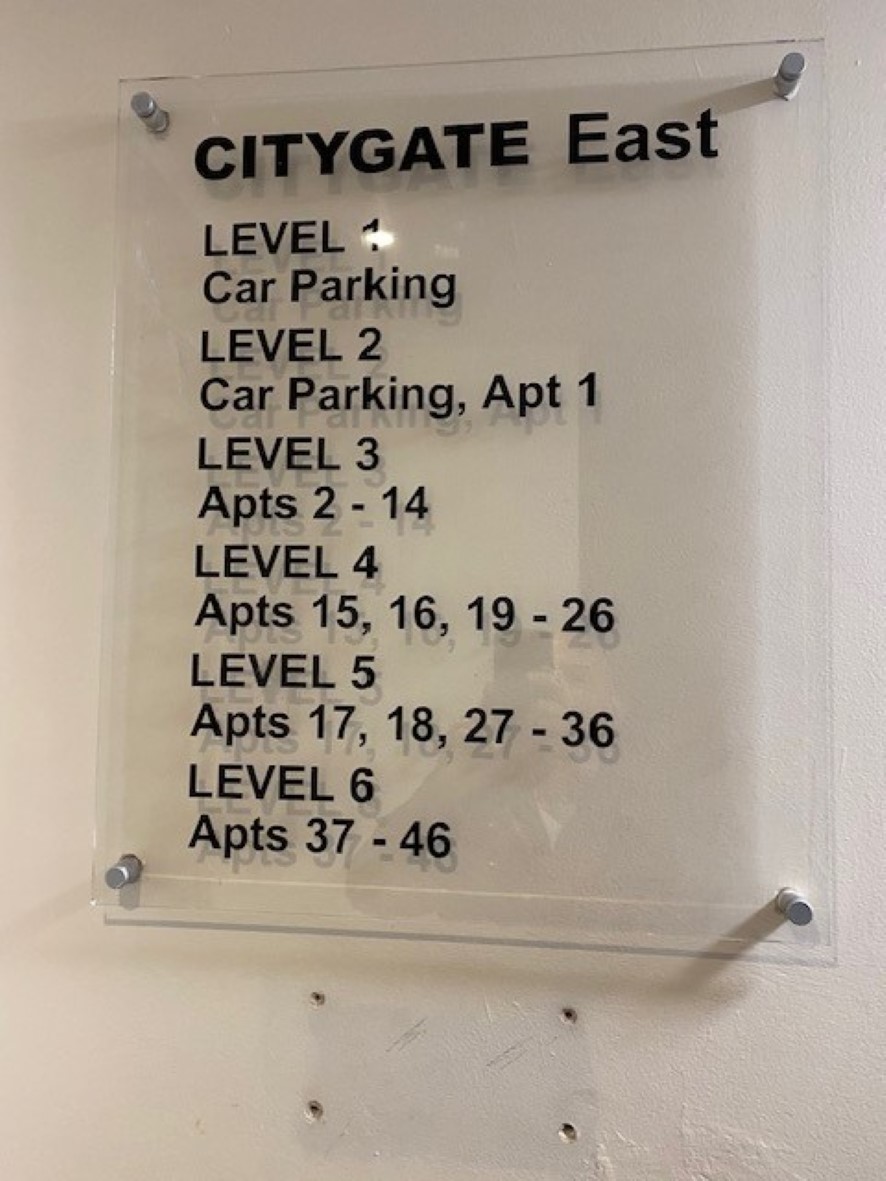 CITYGATE East
LEVEL 1
Car Parking
LEVEL 2
Car Parking, Apt 1
LEVEL 3
Apts 2 - 14
LEVEL 4
Apts 15, 16, 19 - 26
LEVEL 5
Apts 17, 18, 27 - 36
LEVEL 6
Apts 37 - 46